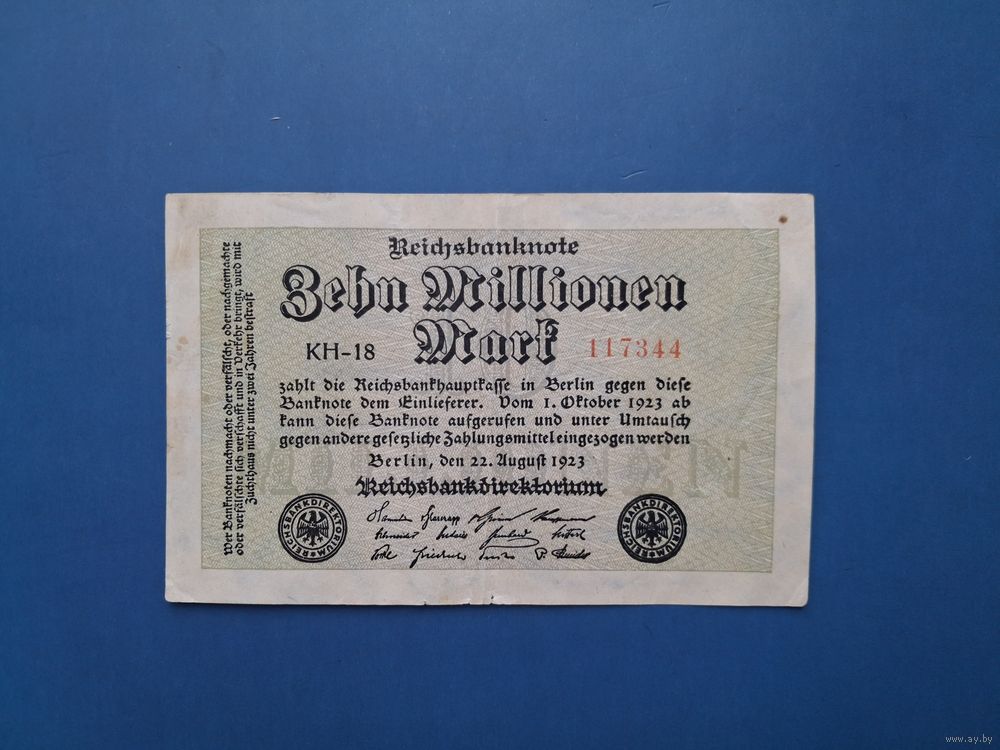 Reichsbanknote
Zehn Millionen
Mark
KH-18
117344
zahlt die Reichsbankhauptkasse in Berlin gegen diese
Banknote dem Einlieferer. Vom 1. Oktober 1923 ab
kann diese Banknote aufgerufen und unter Umtausch
gegen andere gesetzliche Zahlungsmittel eingezogen werden
Berlin, den 22. August 1923
Reichsbankdirektorium
REICHSBANKDIREKTORIUM
REICHSBANKDIREKTORIUM
Wer Banknoten nachmacht oder verfälscht, oder nachgemachte
oder verfälschte sich verschafft und in Verkehr bringt, wird mit
Zuchthaus nicht unter zwei Jahren bestraft
www.ay.by